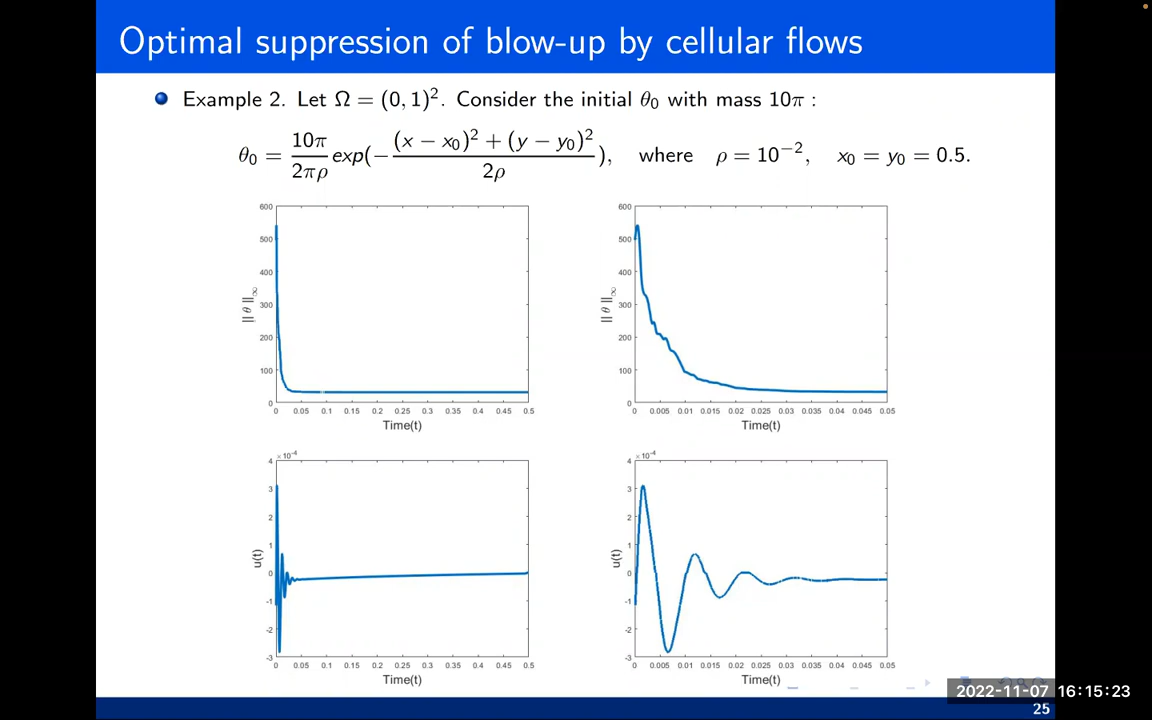 Optimal suppression of blow-up by cellular flows
Example 2. Let Ω = (0, 1)². Consider the initial θ₀ with mass 10π :
θ₀ = 10π/2πρ exp(−(x − x₀)² + (y − y₀)²/2ρ), where ρ = 10⁻², x₀ = y₀ = 0.5.
600
500
400
300
200
100
0
|| θ ||∞
0 0.05 0.1 0.15 0.2 0.25 0.3 0.35 0.4 0.45 0.5
Time(t)
600
500
400
300
200
100
0
|| θ ||∞
0 0.005 0.01 0.015 0.02 0.025 0.03 0.035 0.04 0.045 0.05
Time(t)
×10⁻⁴
4
3
2
1
0
-1
-2
-3
u(t)
0 0.05 0.1 0.15 0.2 0.25 0.3 0.35 0.4 0.45 0.5
Time(t)
×10⁻⁴
4
3
2
1
0
-1
-2
-3
u(t)
0 0.005 0.01 0.015 0.02 0.025 0.03 0.035 0.04 0.045 0.05
Time(t)
2022-11-07 16:15:23
25